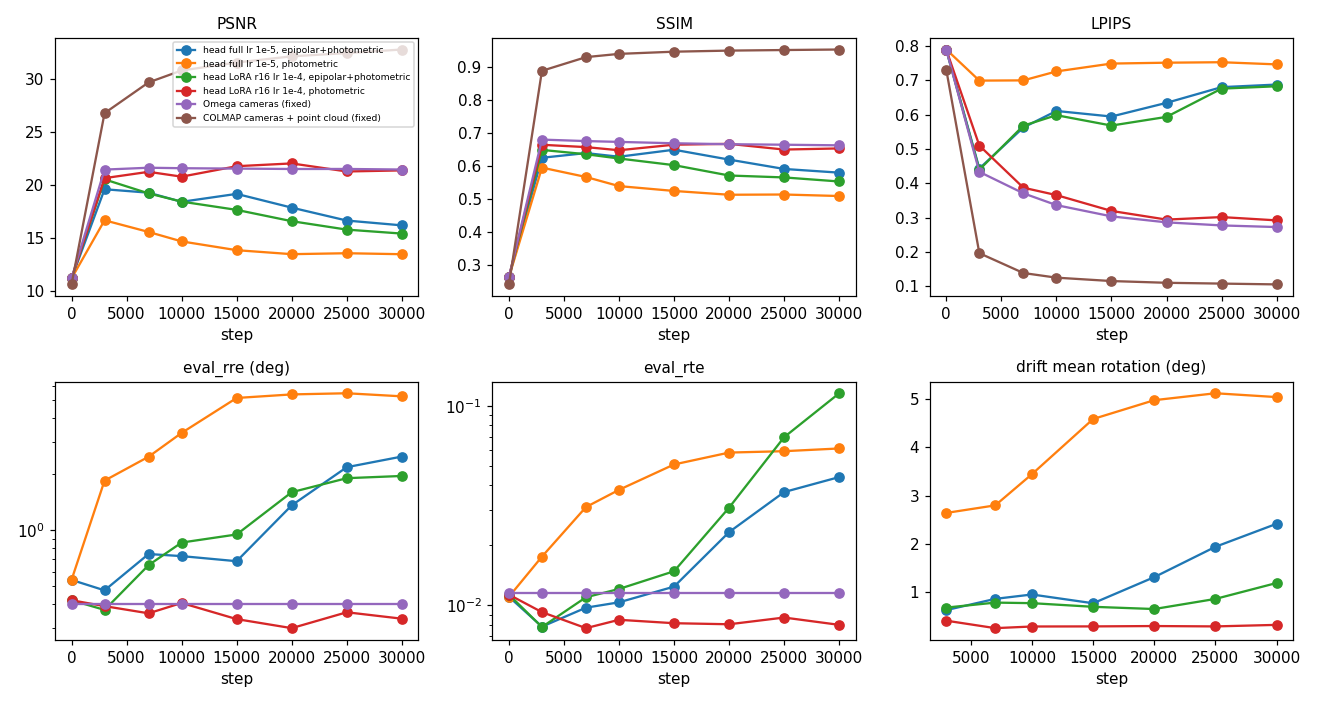 PSNR
30
25
20
15
10
0 5000 10000 15000 20000 25000 30000
step
head full lr 1e-5, epipolar+photometric
head full lr 1e-5, photometric
head LoRA r16 lr 1e-4, epipolar+photometric
head LoRA r16 lr 1e-4, photometric
Omega cameras (fixed)
COLMAP cameras + point cloud (fixed)
SSIM
0.9
0.8
0.7
0.6
0.5
0.4
0.3
0 5000 10000 15000 20000 25000 30000
step
LPIPS
0.8
0.7
0.6
0.5
0.4
0.3
0.2
0.1
0 5000 10000 15000 20000 25000 30000
step
eval_rre (deg)
10⁰
0 5000 10000 15000 20000 25000 30000
step
eval_rte
10⁻¹
10⁻²
0 5000 10000 15000 20000 25000 30000
step
drift mean rotation (deg)
5
4
3
2
1
5000 10000 15000 20000 25000 30000
step